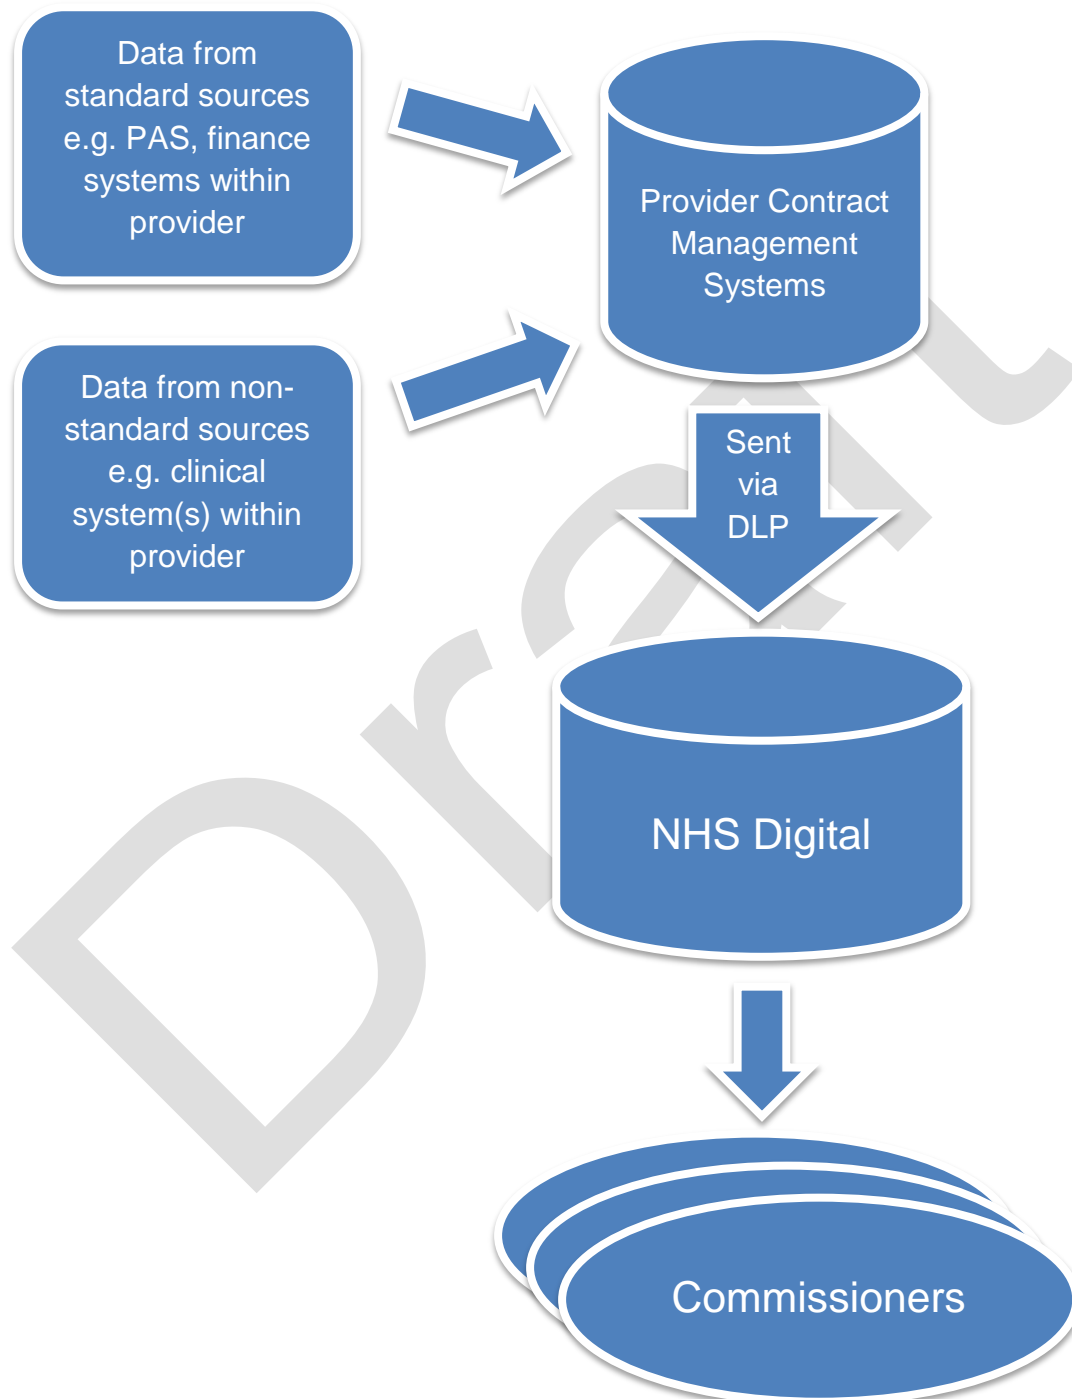 Data from
standard sources
e.g. PAS, finance
systems within
provider
Provider Contract
Management
Systems
Data from non-
standard sources
e.g. clinical
system(s) within
provider
Sent
via
DLP
NHS Digital
Commissioners
Draft